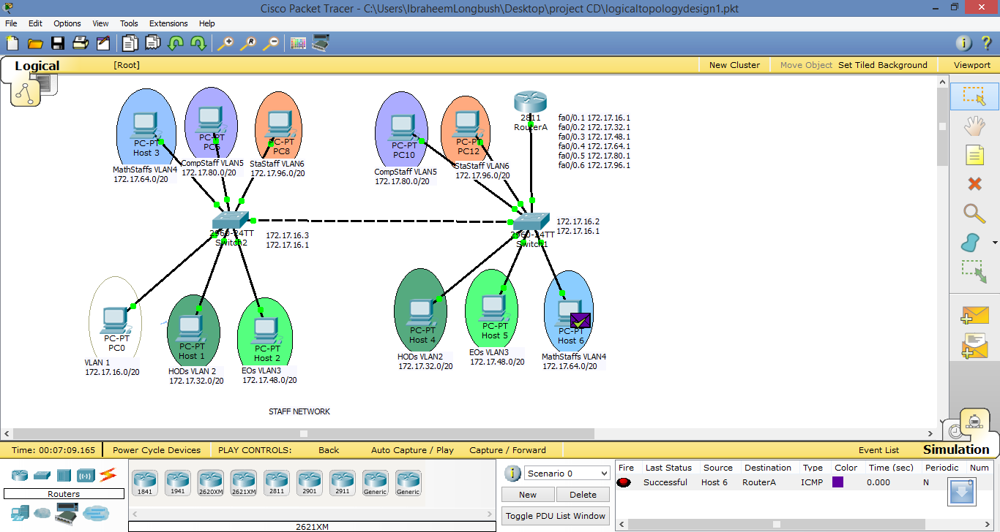 Cisco Packet Tracer - C:\Users\IbraheemLongbush\Desktop\project CD\logicaltopologydesign1.pkt
File Edit Options View Tools Extensions Help
Logical
[Root]
New Cluster
Move Object
Set Tiled Background
Viewport
PC-PT
Host 3
MathStaffs VLAN4
172.17.64.0/20
PC-PT
PC6
CompStaff VLAN5
172.17.80.0/20
PC-PT
PC8
StaStaff VLAN6
172.17.96.0/20
PC-PT
PC10
CompStaff VLAN5
172.17.80.0/20
PC-PT
PC12
StaStaff VLAN6
172.17.96.0/20
2811
RouterA
fa0/0.1 172.17.16.1
fa0/0.2 172.17.32.1
fa0/0.3 172.17.48.1
fa0/0.4 172.17.64.1
fa0/0.5 172.17.80.1
fa0/0.6 172.17.96.1
2960-24TT
Switch2
172.17.16.3
172.17.16.1
2960-24TT
Switch1
172.17.16.2
172.17.16.1
PC-PT
PC0
VLAN 1
172.17.16.0/20
PC-PT
Host 1
HODs VLAN 2
172.17.32.0/20
PC-PT
Host 2
EOs VLAN3
172.17.48.0/20
PC-PT
Host 4
HODs VLAN2
172.17.32.0/20
PC-PT
Host 5
EOs VLAN3
172.17.48.0/20
PC-PT
Host 6
MathStaffs VLAN4
172.17.64.0/20
STAFF NETWORK
Time: 00:07:09.165
Power Cycle Devices
PLAY CONTROLS:
Back
Auto Capture / Play
Capture / Forward
Event List
Simulation
Routers
1841
1941
2620XM
2621XM
2811
2901
2911
Generic
Generic
2621XM
Scenario 0
New
Delete
Toggle PDU List Window
Fire Last Status Source Destination Type Color Time (sec) Periodic Num
Successful Host 6 RouterA ICMP 0.000 N 0